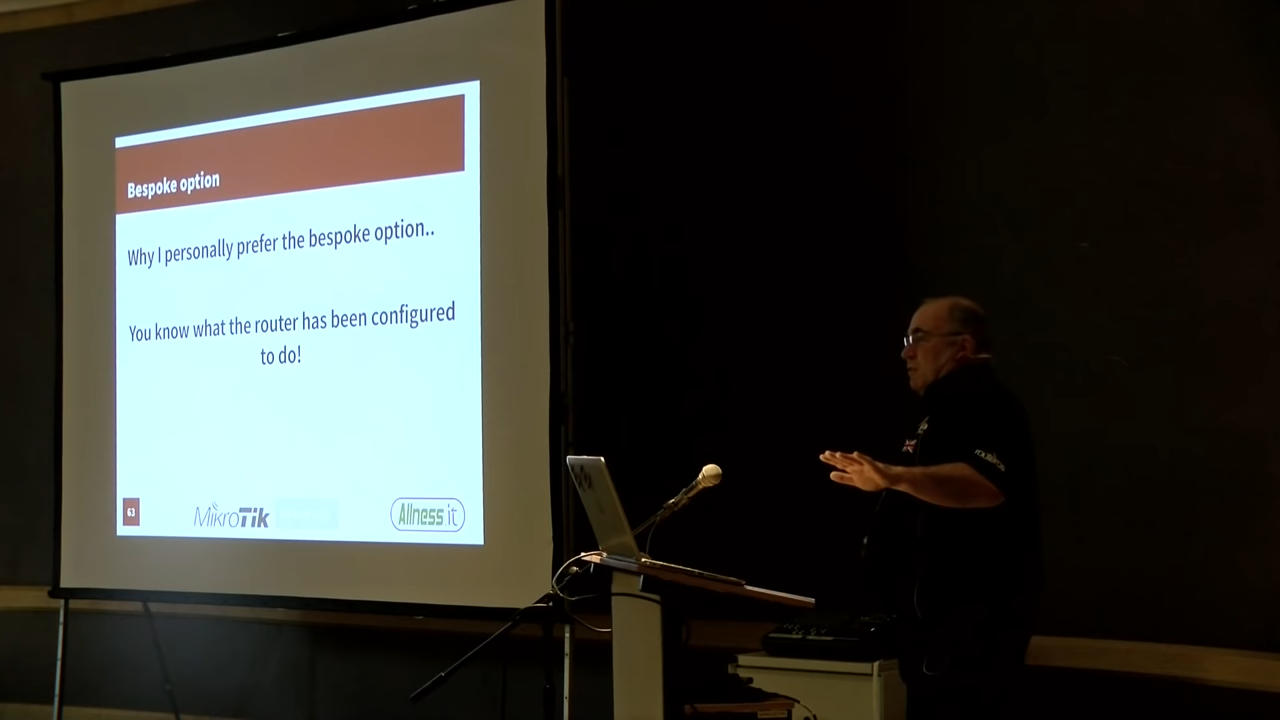 Bespoke option
Why I personally prefer the bespoke option..
You know what the router has been configured
to do!
63
MikroTik
Allness.it